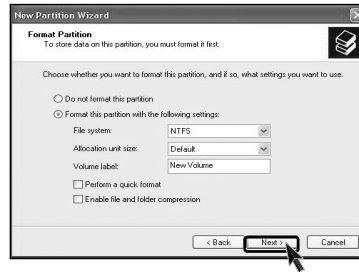 New Partition Wizard
Format Partition
To store data on this partition, you must format it first.
Choose whether you want to format this partition, and if so, what settings you want to use.
Do not format this partition
Format this partition with the following settings:
File system: NTFS
Allocation unit size: Default
Volume label: New Volume
Perform a quick format
Enable file and folder compression
< Back Next > Cancel